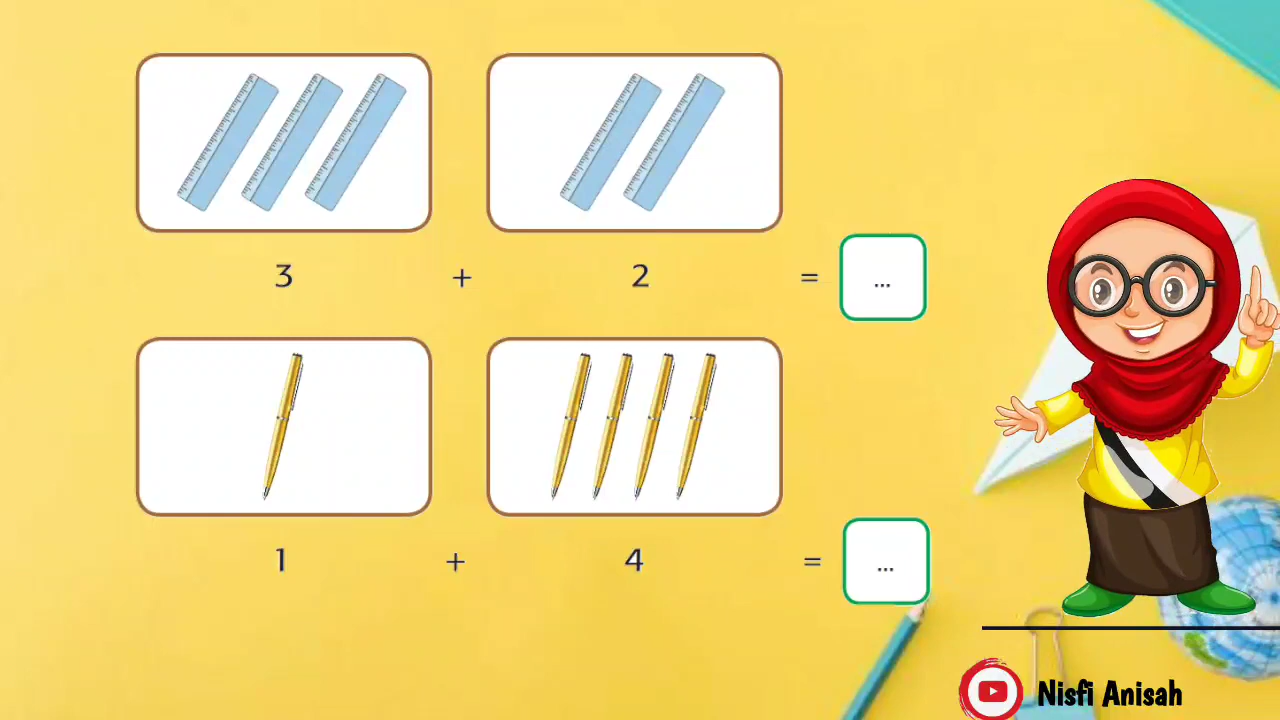 3 + 2 = ...
1 + 4 = ...
Nisfi Anisah